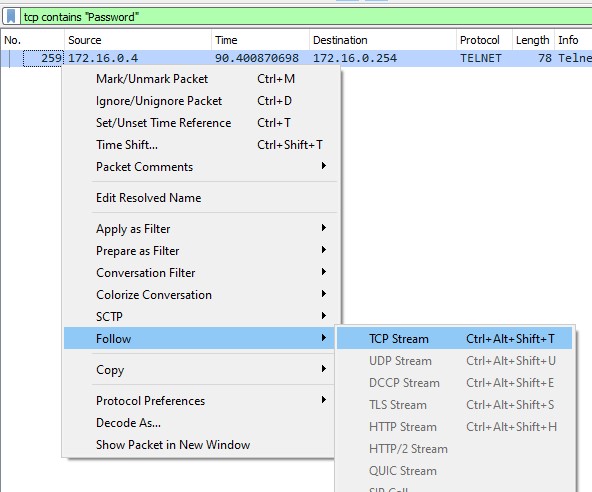 tcp contains "Password"
No. Source Time Destination Protocol Length Info
259 172.16.0.4 90.400870698 172.16.0.254 TELNET 78 Telne
Mark/Unmark Packet Ctrl+M
Ignore/Unignore Packet Ctrl+D
Set/Unset Time Reference Ctrl+T
Time Shift... Ctrl+Shift+T
Packet Comments
Edit Resolved Name
Apply as Filter
Prepare as Filter
Conversation Filter
Colorize Conversation
SCTP
Follow
Copy
Protocol Preferences
Decode As...
Show Packet in New Window
TCP Stream Ctrl+Alt+Shift+T
UDP Stream Ctrl+Alt+Shift+U
DCCP Stream Ctrl+Alt+Shift+E
TLS Stream Ctrl+Alt+Shift+S
HTTP Stream Ctrl+Alt+Shift+H
HTTP/2 Stream
QUIC Stream
SIP Call